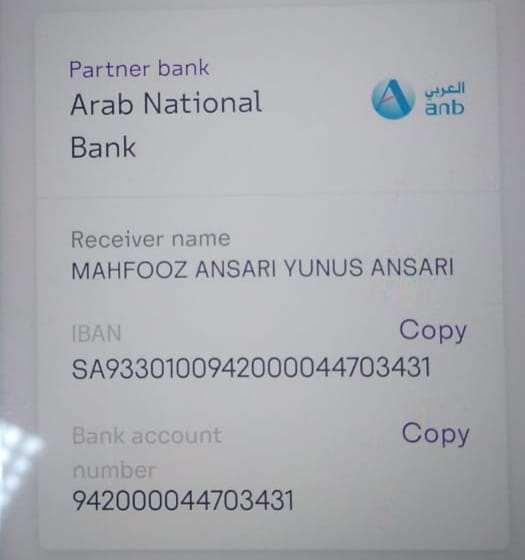 Partner bank
Arab National
Bank
العربي
anb
Receiver name
MAHFOOZ ANSARI YUNUS ANSARI
IBAN
Copy
SA9330100942000044703431
Bank account
number
Copy
942000044703431